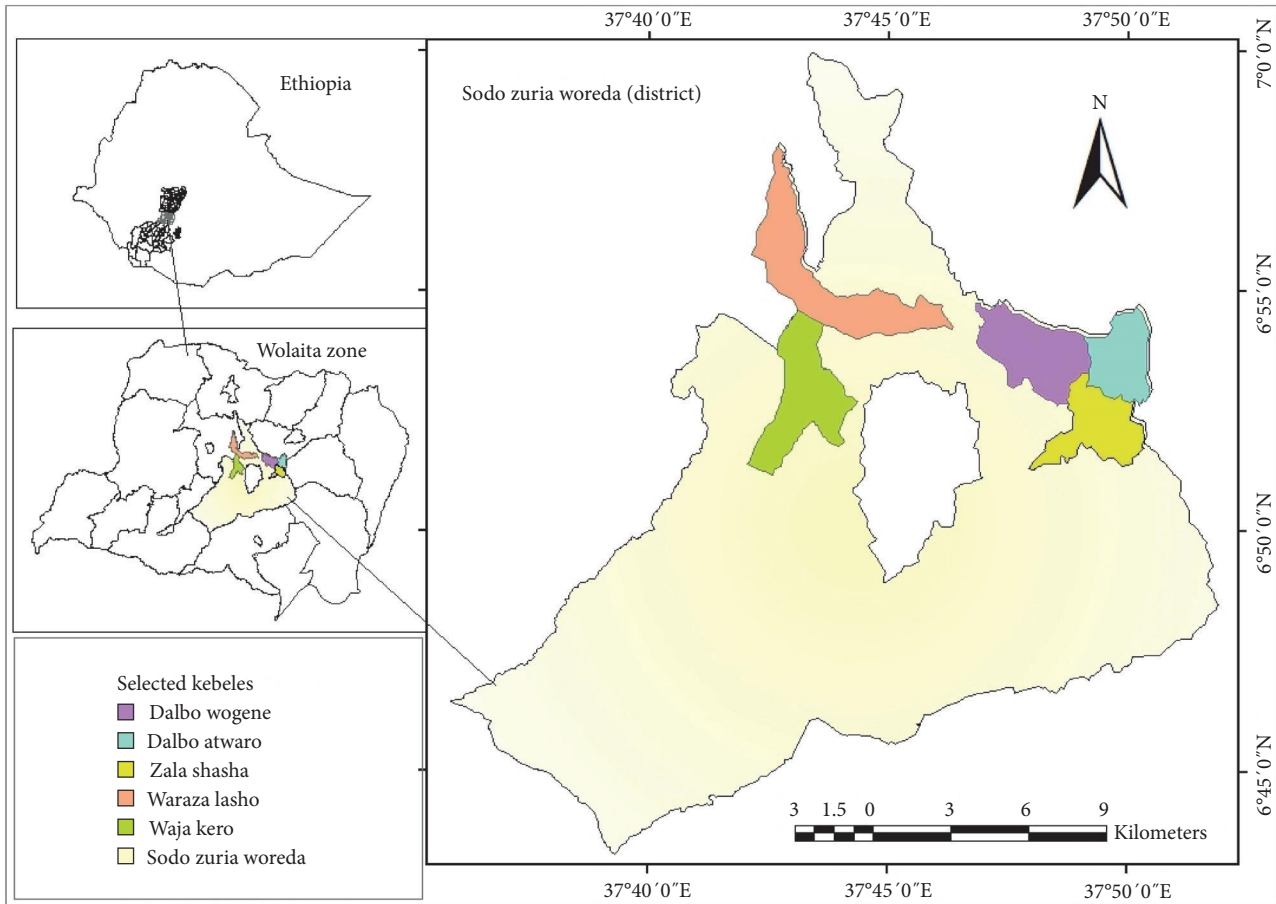 37°40′0″E 37°45′0″E 37°50′0″E
Ethiopia
Sodo zuria woreda (district)
N
7°0′0″N
6°55′0″N
6°50′0″N
6°45′0″N
Wolaita zone
Selected kebeles
Dalbo wogene
Dalbo atwaro
Zala shasha
Waraza lasho
Waja kero
Sodo zuria woreda
3 1.5 0 3 6 9
Kilometers
37°40′0″E 37°45′0″E 37°50′0″E